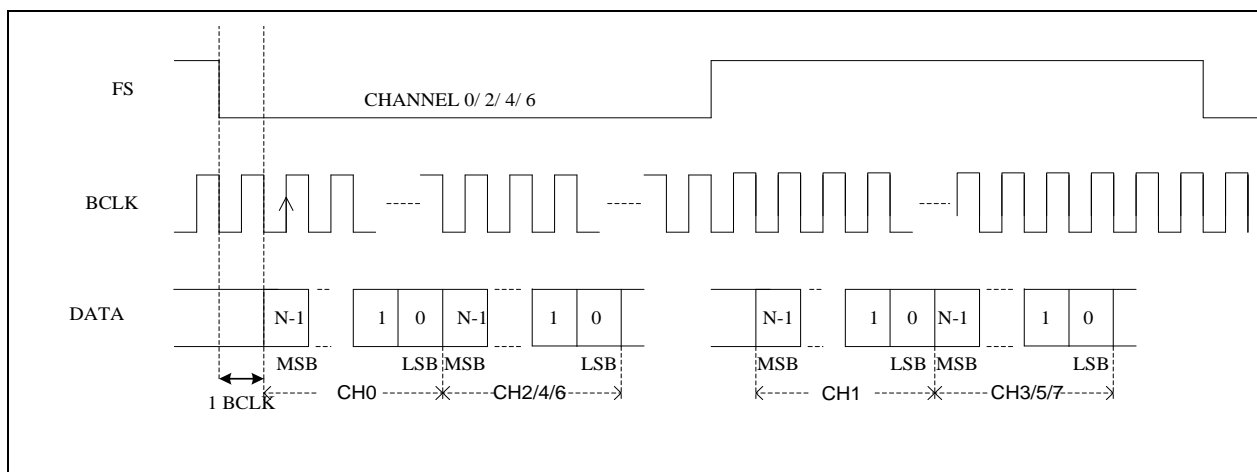 FS
CHANNEL 0/ 2/ 4/ 6
BCLK
DATA
N-1
1
0
N-1
1
0
N-1
1
0
N-1
1
0
MSB
LSB
MSB
LSB
MSB
LSB
MSB
LSB
1 BCLK
CH0
CH2/4/6
CH1
CH3/5/7